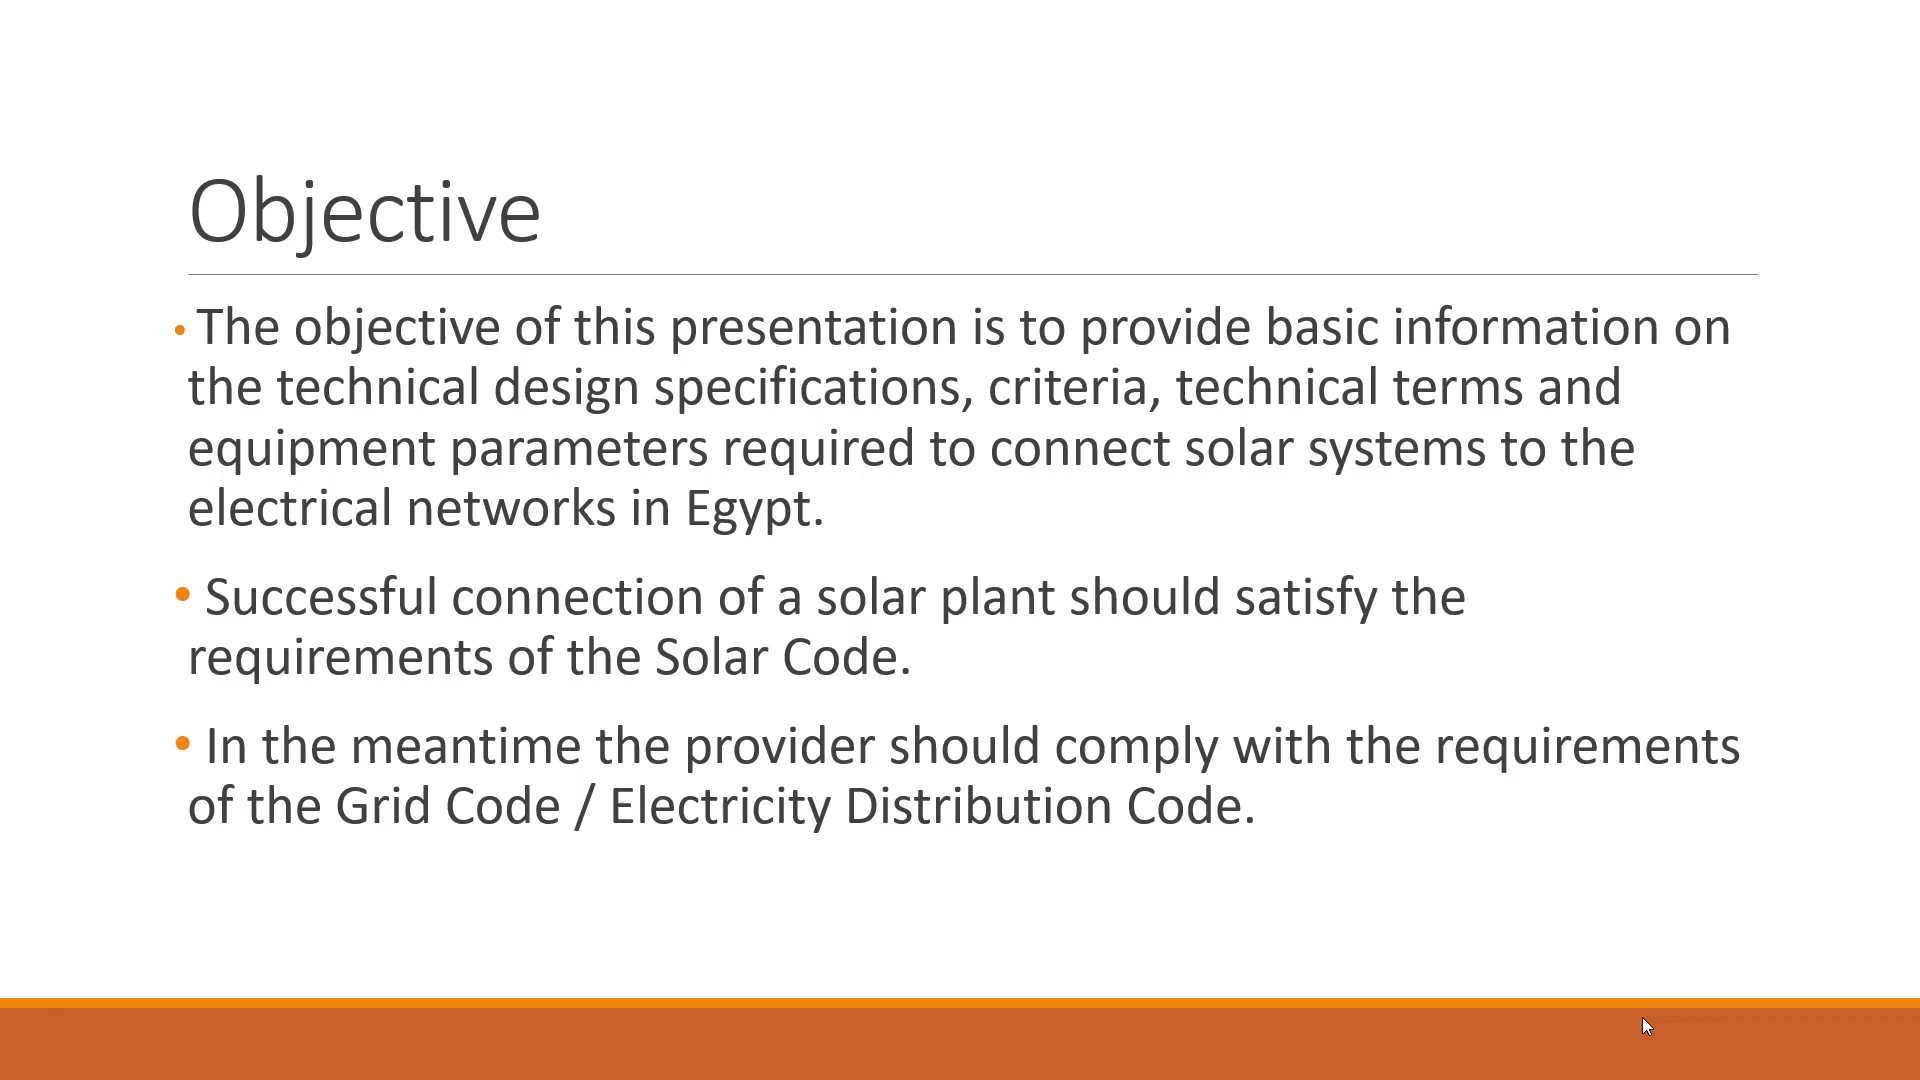 Objective
• The objective of this presentation is to provide basic information on
the technical design specifications, criteria, technical terms and
equipment parameters required to connect solar systems to the
electrical networks in Egypt.
• Successful connection of a solar plant should satisfy the
requirements of the Solar Code.
• In the meantime the provider should comply with the requirements
of the Grid Code / Electricity Distribution Code.